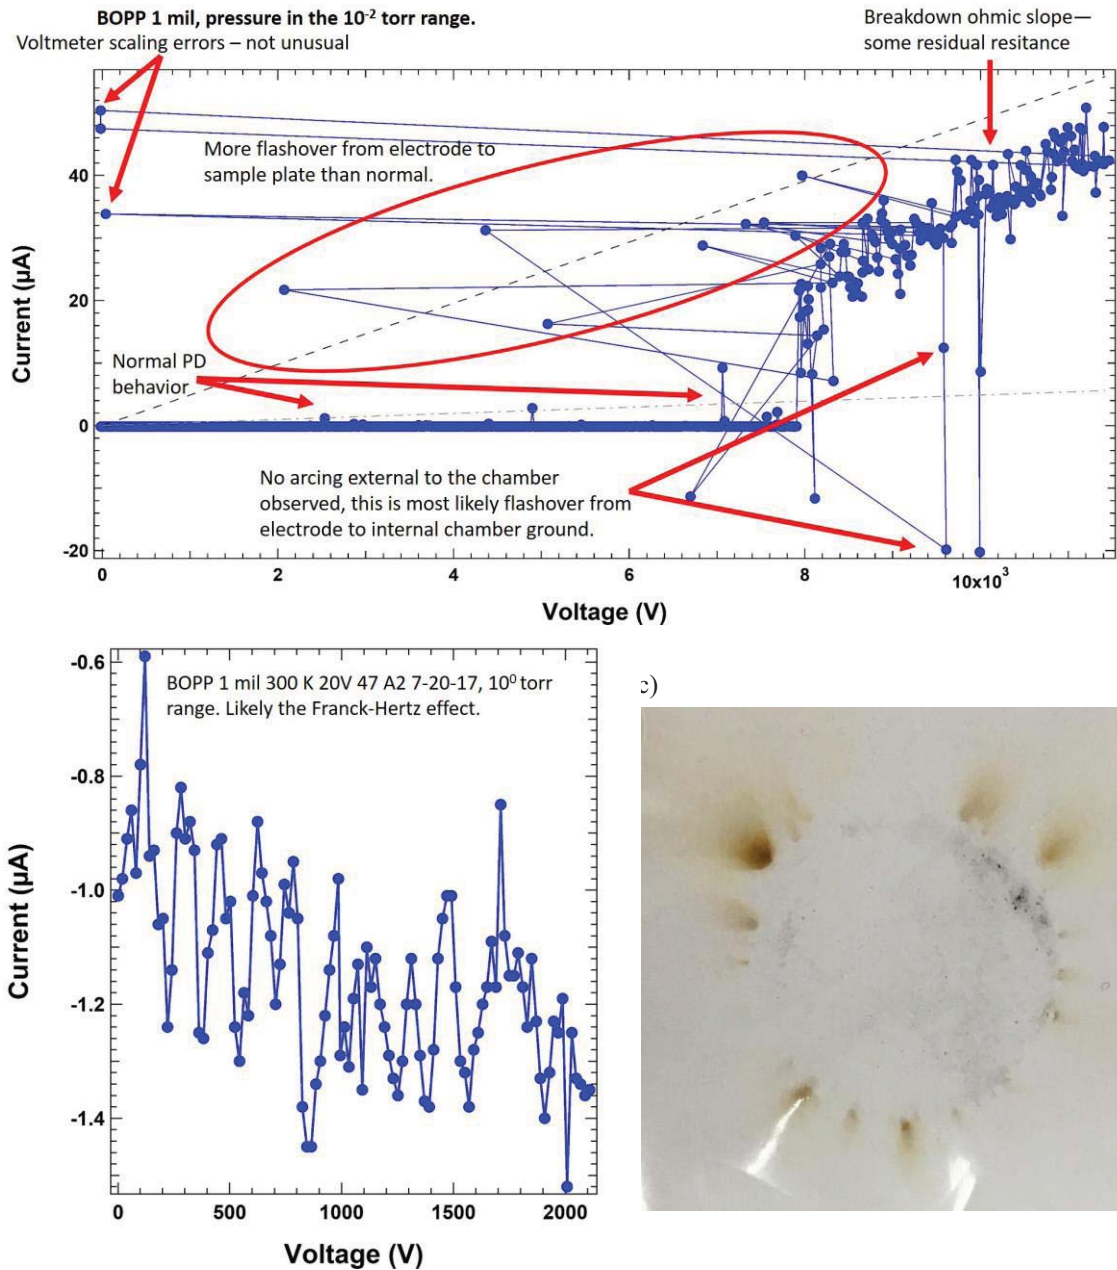 BOPP 1 mil, pressure in the 10⁻² torr range.
Voltmeter scaling errors – not unusual
Breakdown ohmic slope—
some residual resitance
More flashover from electrode to
sample plate than normal.
Normal PD
behavior
No arcing external to the chamber
observed, this is most likely flashover from
electrode to internal chamber ground.
Current (µA)
40
20
0
-20
0
2
4
6
8
10x10³
Voltage (V)
BOPP 1 mil 300 K 20V 47 A2 7-20-17, 10⁰ torr
range. Likely the Franck-Hertz effect.
Current (µA)
-0.6
-0.8
-1.0
-1.2
-1.4
0
500
1000
1500
2000
Voltage (V)
c)